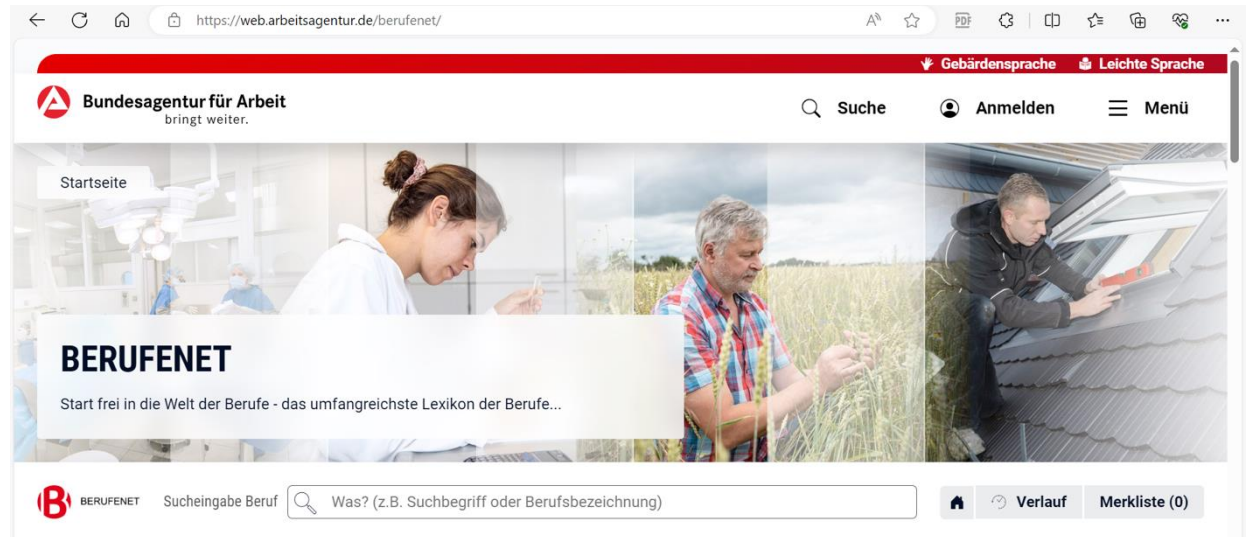 https://web.arbeitsagentur.de/berufenet/
Gebärdensprache Leichte Sprache
Bundesagentur für Arbeit
bringt weiter.
Suche Anmelden Menü
Startseite
BERUFENET
Start frei in die Welt der Berufe - das umfangreichste Lexikon der Berufe...
BERUFENET Sucheingabe Beruf Was? (z.B. Suchbegriff oder Berufsbezeichnung) Verlauf Merkliste (0)